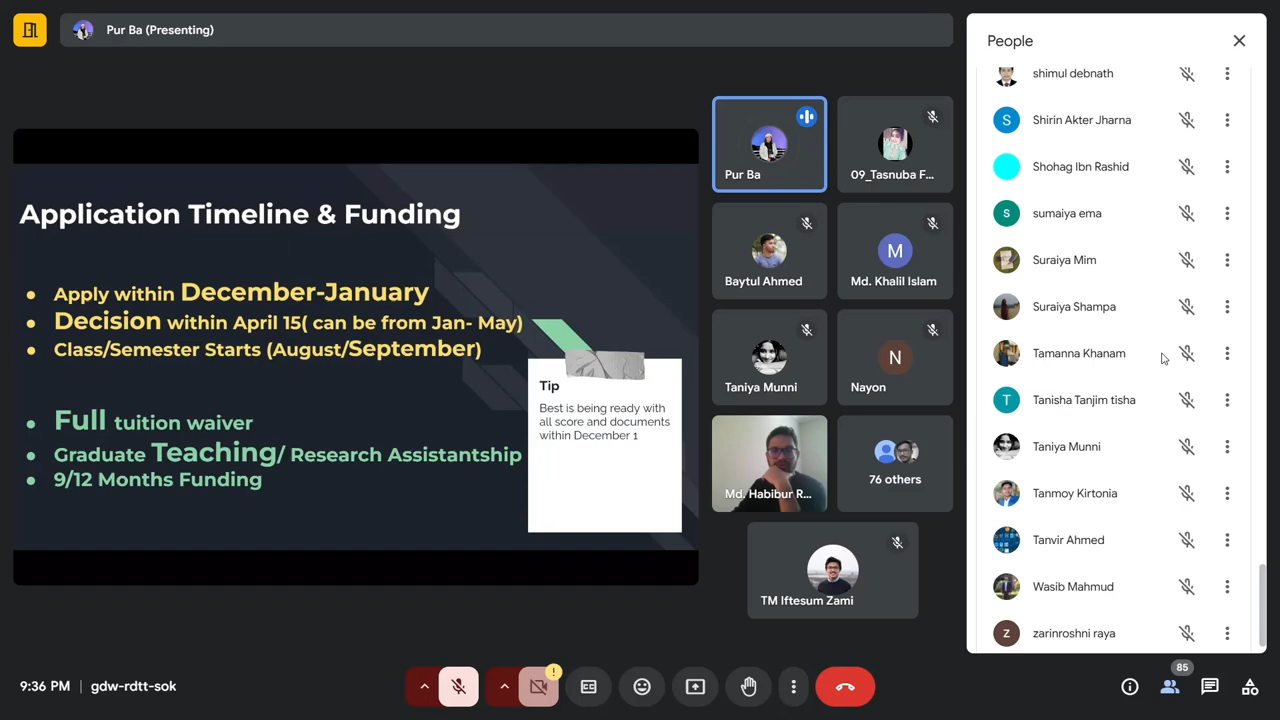 Pur Ba (Presenting)
Application Timeline & Funding
● Apply within December-January
● Decision within April 15( can be from Jan- May)
● Class/Semester Starts (August/September)
● Full tuition waiver
● Graduate Teaching/ Research Assistantship
● 9/12 Months Funding
Tip
Best is being ready with
all score and documents
within December 1
Pur Ba
09_Tasnuba F...
Baytul Ahmed
M
Md. Khalil Islam
Taniya Munni
N
Nayon
Md. Habibur R...
76 others
TM Iftesum Zami
People
shimul debnath
S Shirin Akter Jharna
Shohag Ibn Rashid
s sumaiya ema
Suraiya Mim
Suraiya Shampa
Tamanna Khanam
T Tanisha Tanjim tisha
Taniya Munni
Tanmoy Kirtonia
Tanvir Ahmed
Wasib Mahmud
z zarinroshni raya
9:36 PM | gdw-rdtt-sok
!
85